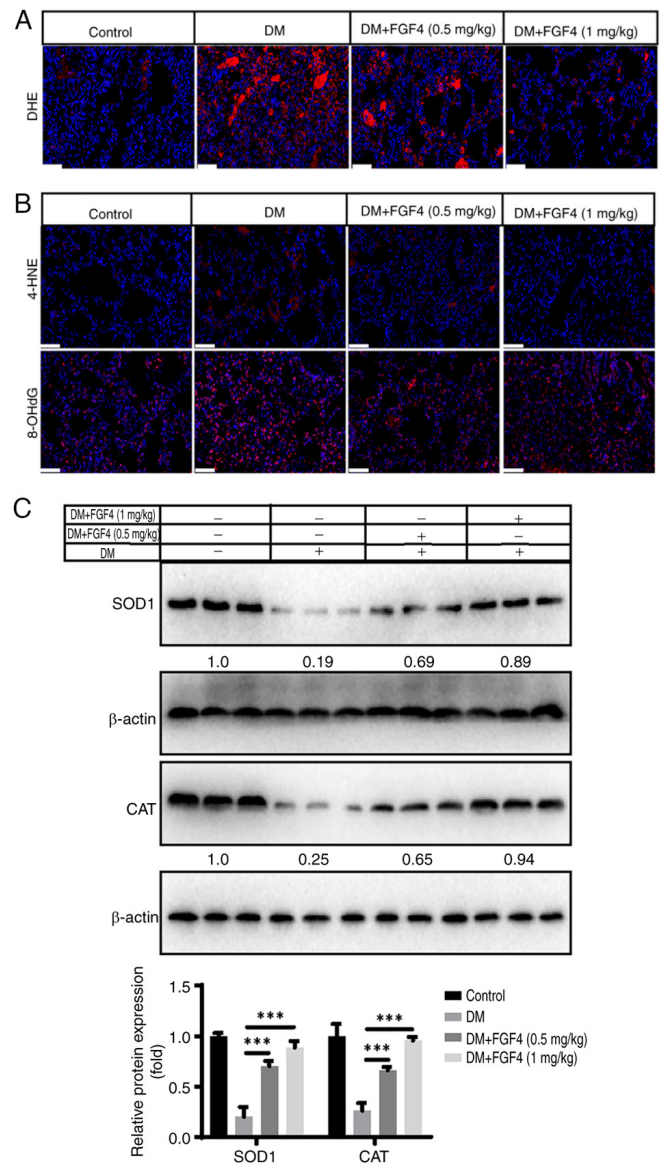 A
Control DM DM+FGF4 (0.5 mg/kg) DM+FGF4 (1 mg/kg)
DHE
B
Control DM DM+FGF4 (0.5 mg/kg) DM+FGF4 (1 mg/kg)
4-HNE
8-OHdG
C
DM+FGF4 (1 mg/kg) – – – +
DM+FGF4 (0.5 mg/kg) – – + –
DM – + + +
SOD1
1.0 0.19 0.69 0.89
β-actin
CAT
1.0 0.25 0.65 0.94
β-actin
Relative protein expression
(fold)
1.5
1.0
0.5
0.0
*** ***
*** ***
SOD1 CAT
Control
DM
DM+FGF4 (0.5 mg/kg)
DM+FGF4 (1 mg/kg)